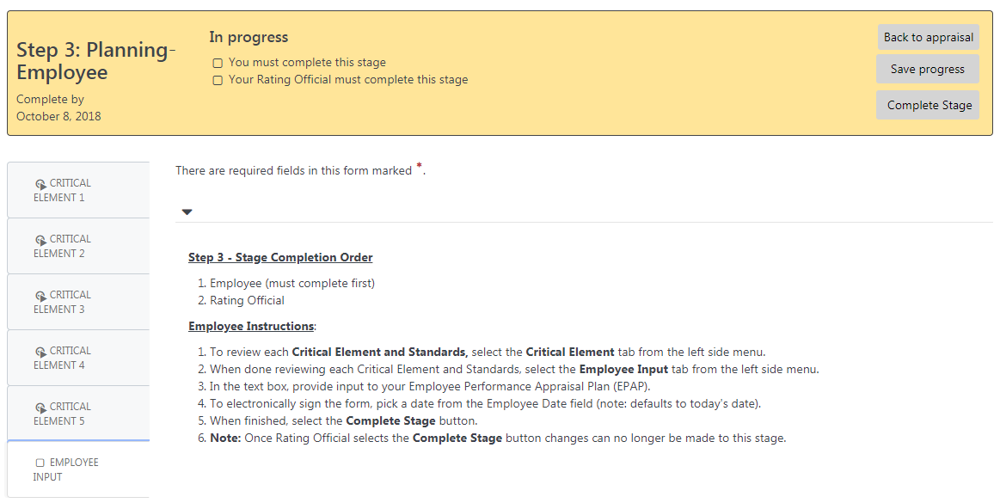 Step 3: Planning-
Employee
Complete by
October 8, 2018
In progress
You must complete this stage
Your Rating Official must complete this stage
Back to appraisal
Save progress
Complete Stage
CRITICAL
ELEMENT 1
CRITICAL
ELEMENT 2
CRITICAL
ELEMENT 3
CRITICAL
ELEMENT 4
CRITICAL
ELEMENT 5
EMPLOYEE
INPUT
There are required fields in this form marked *.
Step 3 - Stage Completion Order
1. Employee (must complete first)
2. Rating Official
Employee Instructions:
1. To review each Critical Element and Standards, select the Critical Element tab from the left side menu.
2. When done reviewing each Critical Element and Standards, select the Employee Input tab from the left side menu.
3. In the text box, provide input to your Employee Performance Appraisal Plan (EPAP).
4. To electronically sign the form, pick a date from the Employee Date field (note: defaults to today's date).
5. When finished, select the Complete Stage button.
6. Note: Once Rating Official selects the Complete Stage button changes can no longer be made to this stage.